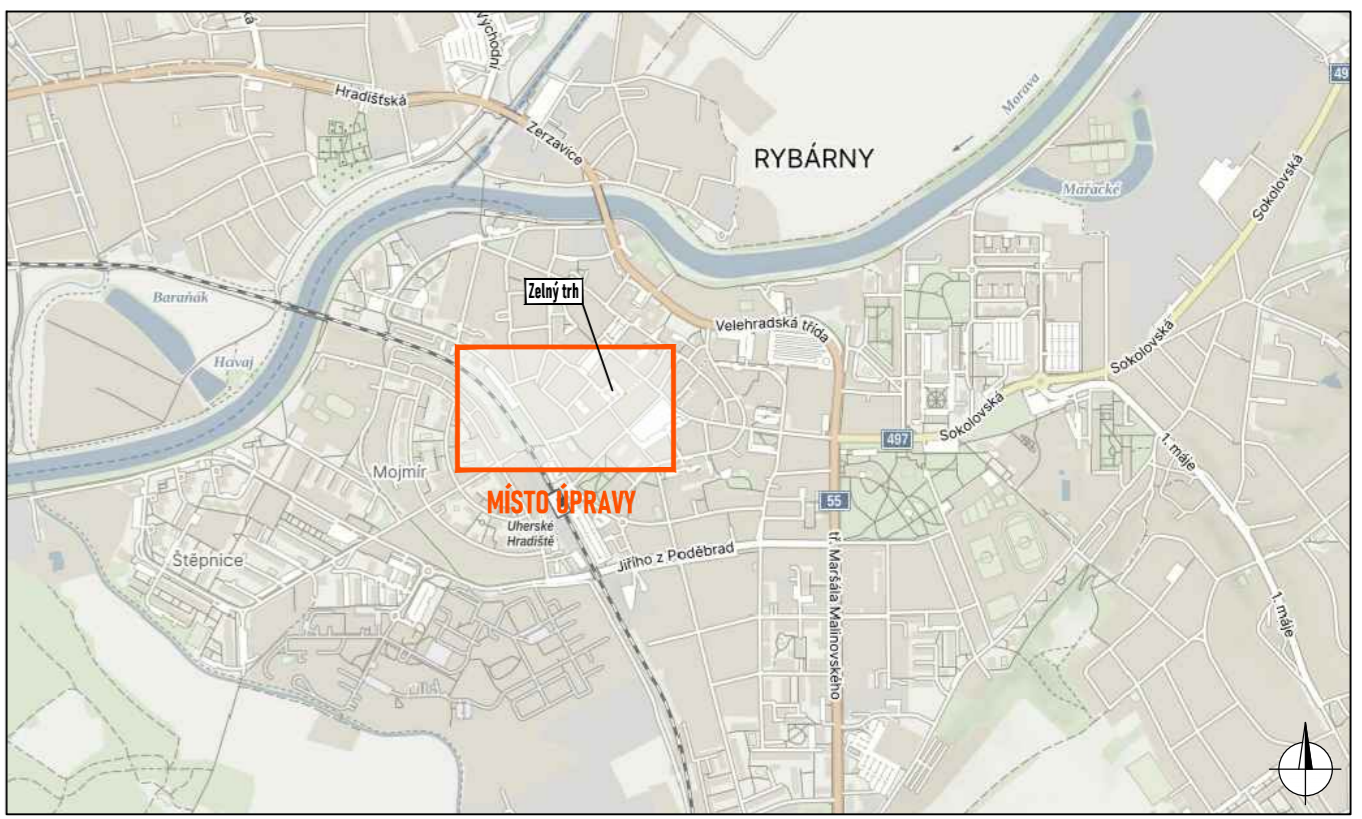 Východní
49
Hradišťská
Morava
Zerzavice
RYBÁRNY
Mařacké
Sokolovská
Zelný trh
Baraňák
Velehradská třída
Havaj
Sokolovská
Sokolovská
497
1. máje
Mojmír
MÍSTO ÚPRAVY
55
Uherské
Hradiště
Jiřího z Poděbrad
Štěpnice
tř. Maršála Malinovského
1. máje